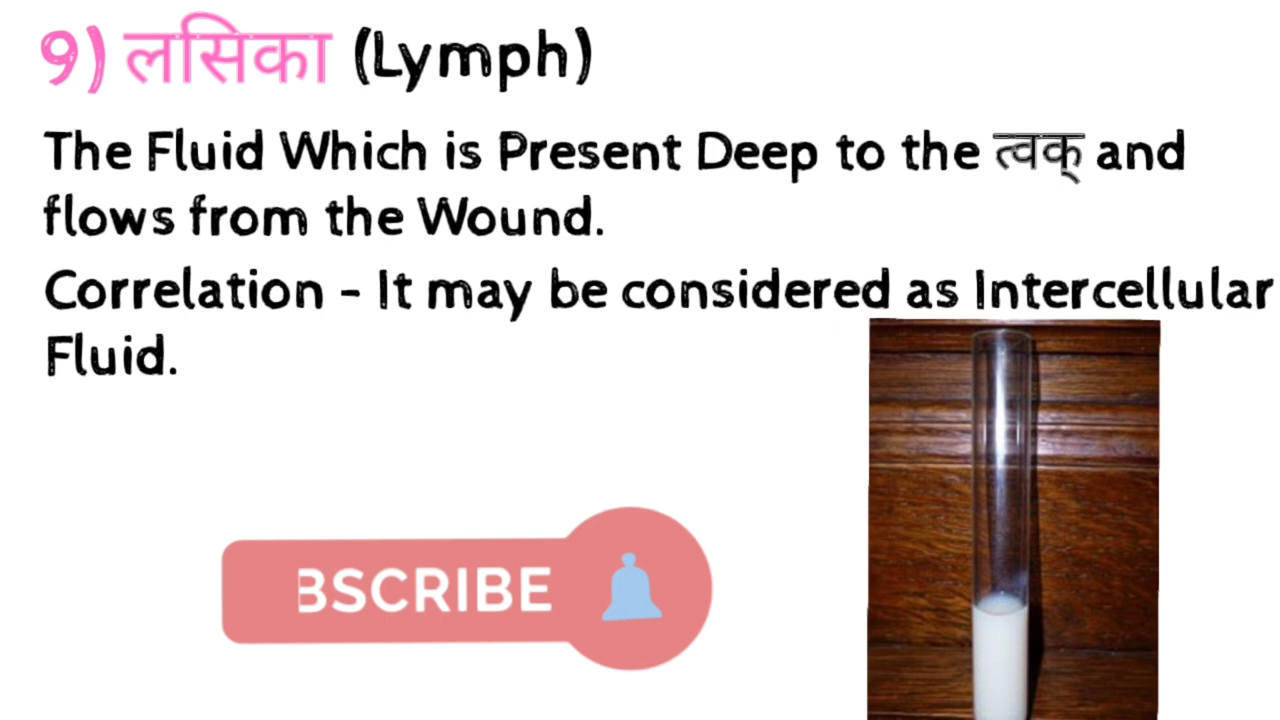 9) लसिका (Lymph)
The Fluid Which is Present Deep to the त्वक् and
flows from the Wound.
Correlation - It may be considered as Intercellular
Fluid.
BSCRIBE